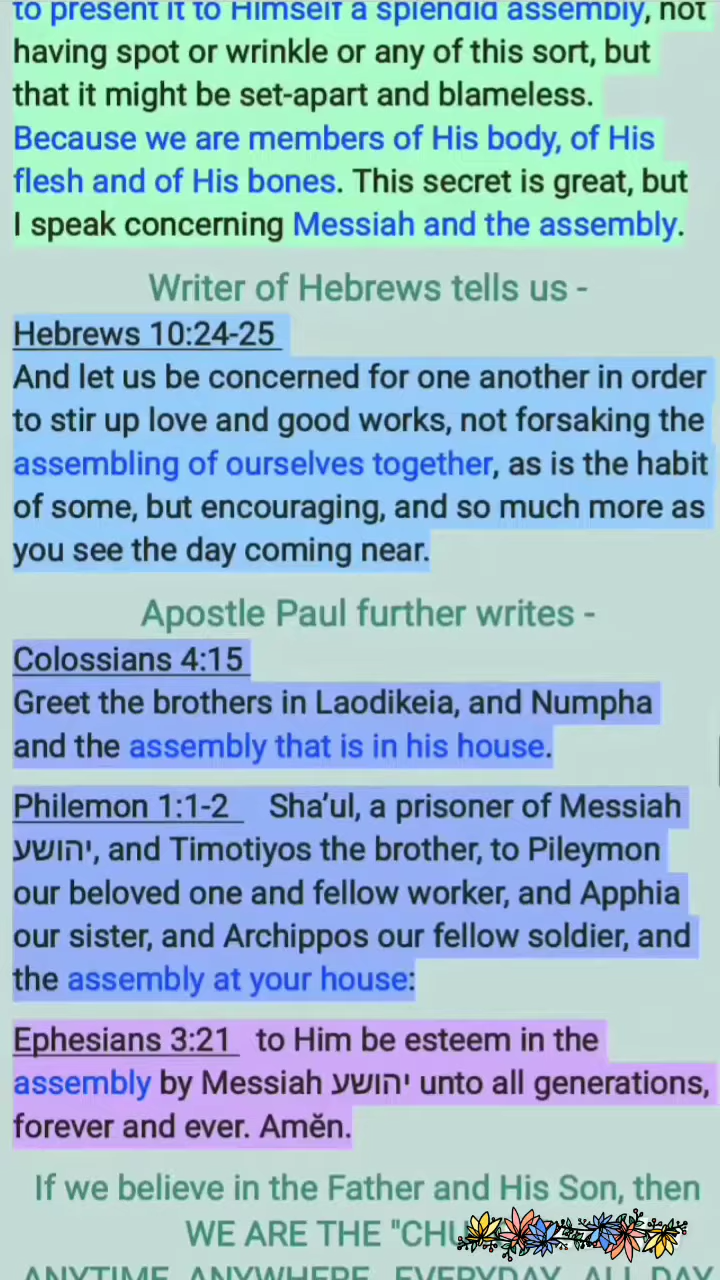 to present it to Himself a splendid assembly, not
having spot or wrinkle or any of this sort, but
that it might be set-apart and blameless.
Because we are members of His body, of His
flesh and of His bones. This secret is great, but
I speak concerning Messiah and the assembly.
Writer of Hebrews tells us -
Hebrews 10:24-25
And let us be concerned for one another in order
to stir up love and good works, not forsaking the
assembling of ourselves together, as is the habit
of some, but encouraging, and so much more as
you see the day coming near.
Apostle Paul further writes -
Colossians 4:15
Greet the brothers in Laodikeia, and Numpha
and the assembly that is in his house.
Philemon 1:1-2 Sha’ul, a prisoner of Messiah
יהושע, and Timotiyos the brother, to Pileymon
our beloved one and fellow worker, and Apphia
our sister, and Archippos our fellow soldier, and
the assembly at your house:
Ephesians 3:21 to Him be esteem in the
assembly by Messiah יהושע unto all generations,
forever and ever. Amĕn.
If we believe in the Father and His Son, then
WE ARE THE "CHU
ANYTIME, ANYWHERE, EVERYDAY, ALL DAY